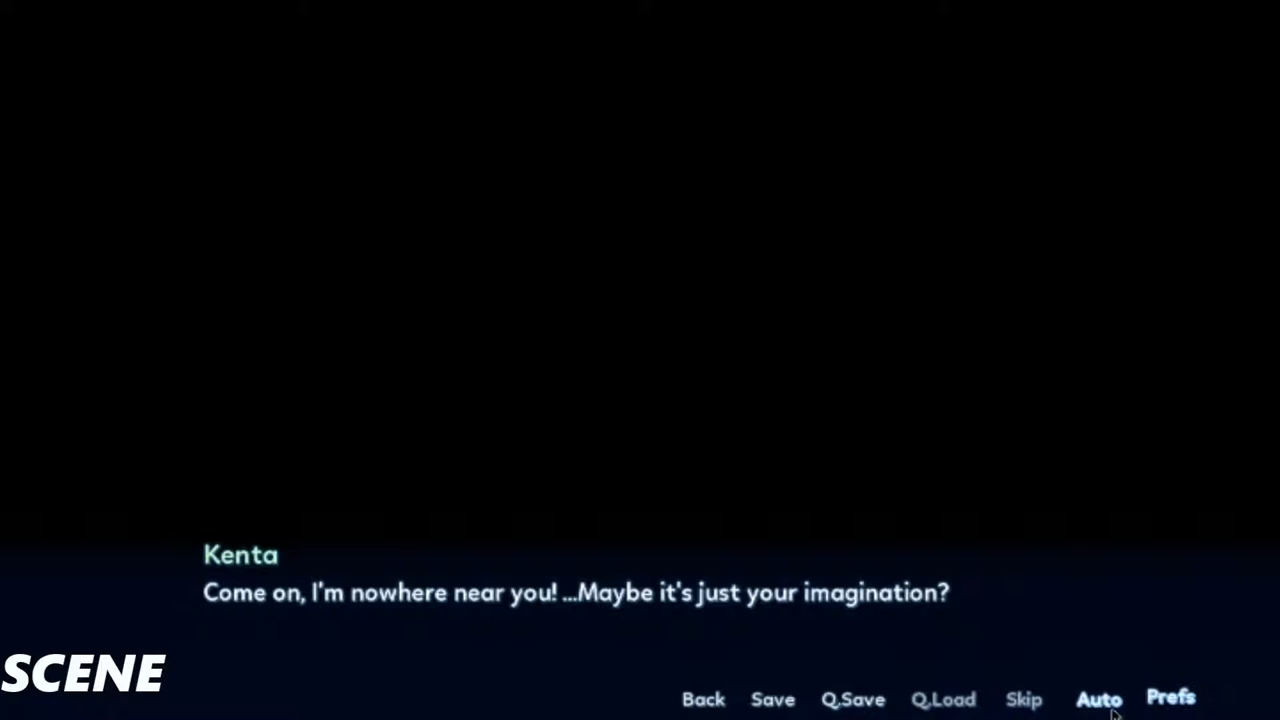 Kenta
Come on, I'm nowhere near you! ...Maybe it's just your imagination?
SCENE
Back Save Q.Save Q.Load Skip Auto Prefs